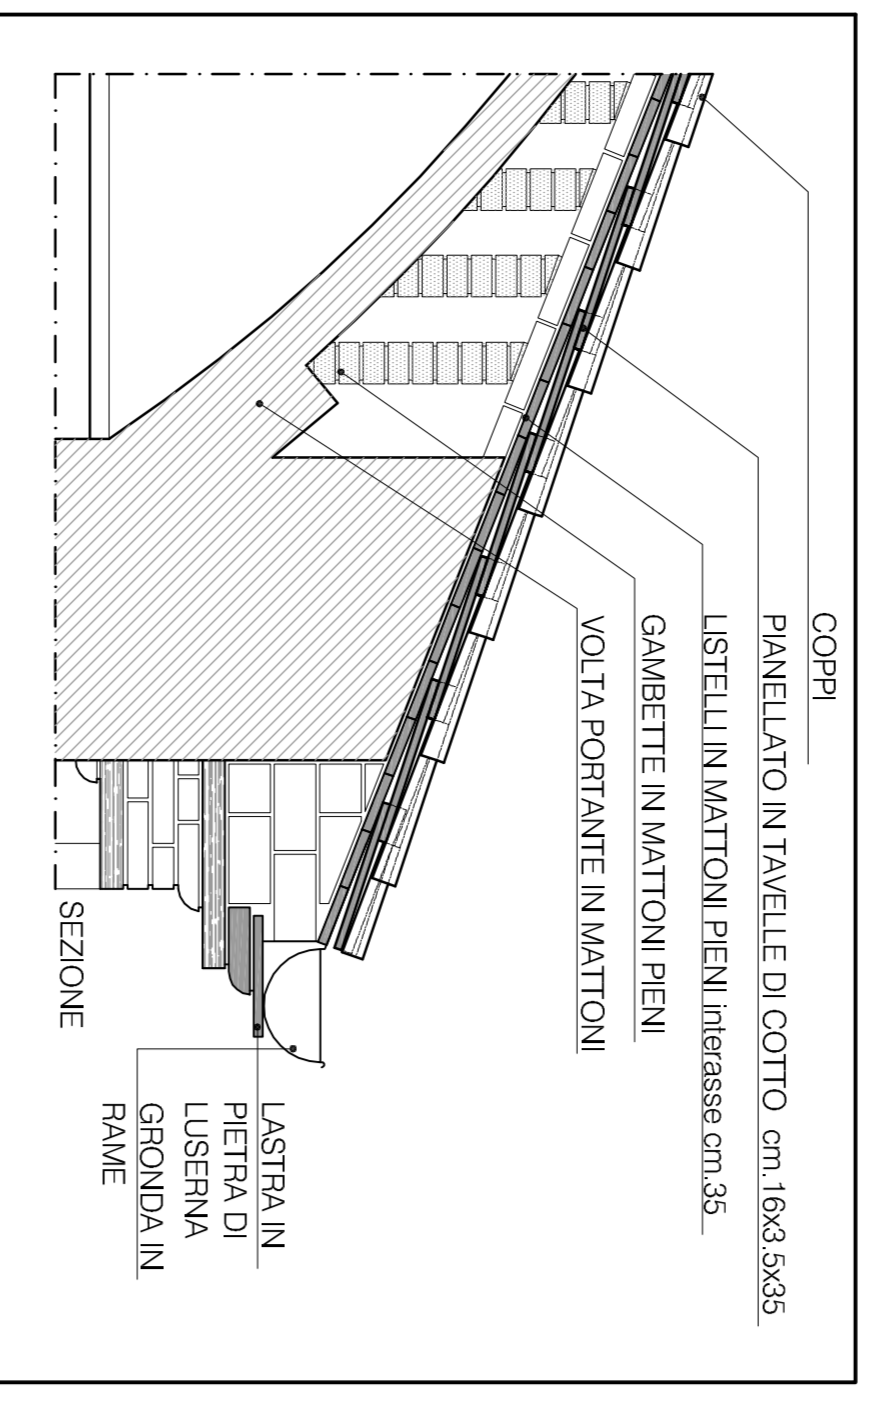 COPPI
PIANELLATO IN TAVELLE DI COTTO cm.16x3.5x35
LISTELLI IN MATTONI PIENI interasse cm.35
GAMBETTE IN MATTONI PIENI
VOLTA PORTANTE IN MATTONI
LASTRA IN
PIETRA DI
LUSERNA
GRONDA IN
RAME
SEZIONE